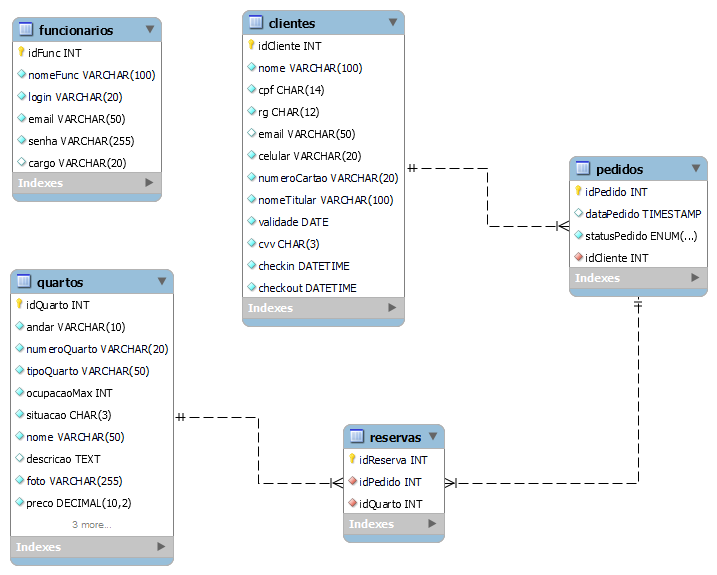 funcionarios
idFunc INT
nomeFunc VARCHAR(100)
login VARCHAR(20)
email VARCHAR(50)
senha VARCHAR(255)
cargo VARCHAR(20)
Indexes
clientes
idCliente INT
nome VARCHAR(100)
cpf CHAR(14)
rg CHAR(12)
email VARCHAR(50)
celular VARCHAR(20)
numeroCartao VARCHAR(20)
nomeTitular VARCHAR(100)
validade DATE
cvv CHAR(3)
checkin DATETIME
checkout DATETIME
Indexes
pedidos
idPedido INT
dataPedido TIMESTAMP
statusPedido ENUM(...)
idCliente INT
Indexes
quartos
idQuarto INT
andar VARCHAR(10)
numeroQuarto VARCHAR(20)
tipoQuarto VARCHAR(50)
ocupacaoMax INT
situacao CHAR(3)
nome VARCHAR(50)
descricao TEXT
foto VARCHAR(255)
preco DECIMAL(10,2)
3 more...
Indexes
reservas
idReserva INT
idPedido INT
idQuarto INT
Indexes